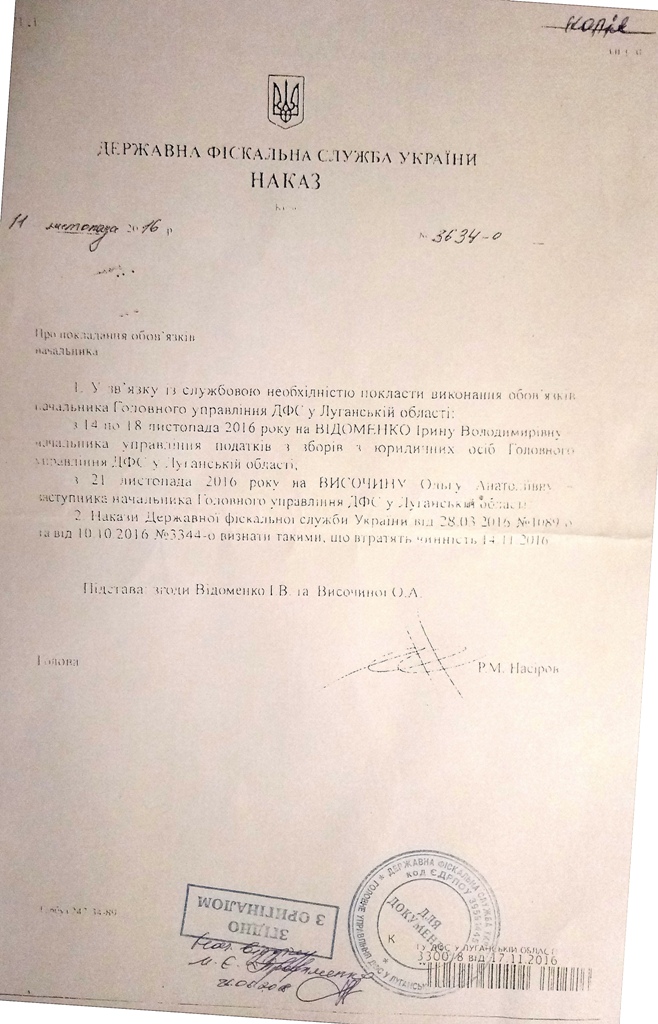 копія
ДЕРЖАВНА ФІСКАЛЬНА СЛУЖБА УКРАЇНИ
НАКАЗ
11 листопада 2016 р № 3634-о
Про покладання обов'язків
начальника
1. У зв'язку із службовою необхідністю покласти виконання обов'язків
начальника Головного управління ДФС у Луганській області:
з 14 по 18 листопада 2016 року на ВІДОМЕНКО Ірину Володимирівну
начальника управління податків з зборів з юридичних осіб Головного
управління ДФС у Луганській області;
з 21 листопада 2016 року на ВИСОЧИНУ Ольгу Анатоліївну –
заступника начальника Головного управління ДФС у Луганській області
2. Накази Державної фіскальної служби України від 28.03.2016 №1089-о
та від 10.10.2016 №3344-о визнати такими, що втратять чинність 14.11.2016
Підстава: згоди Відоменко І.В. та Височиної О.А.
Голова Р.М. Насіров
ЗГІДНО
З ОРИГІНАЛОМ
ДЕРЖАВНА ФІСКАЛЬНА СЛУЖБА
ГОЛОВНЕ УПРАВЛІННЯ ДФС У
код ЄДРПОУ
ДЛЯ
ДОКУМЕНТІВ
К
ГУ ДФС У ЛУГАНСЬКІЙ ОБЛАСТІ
від 17.11.2016